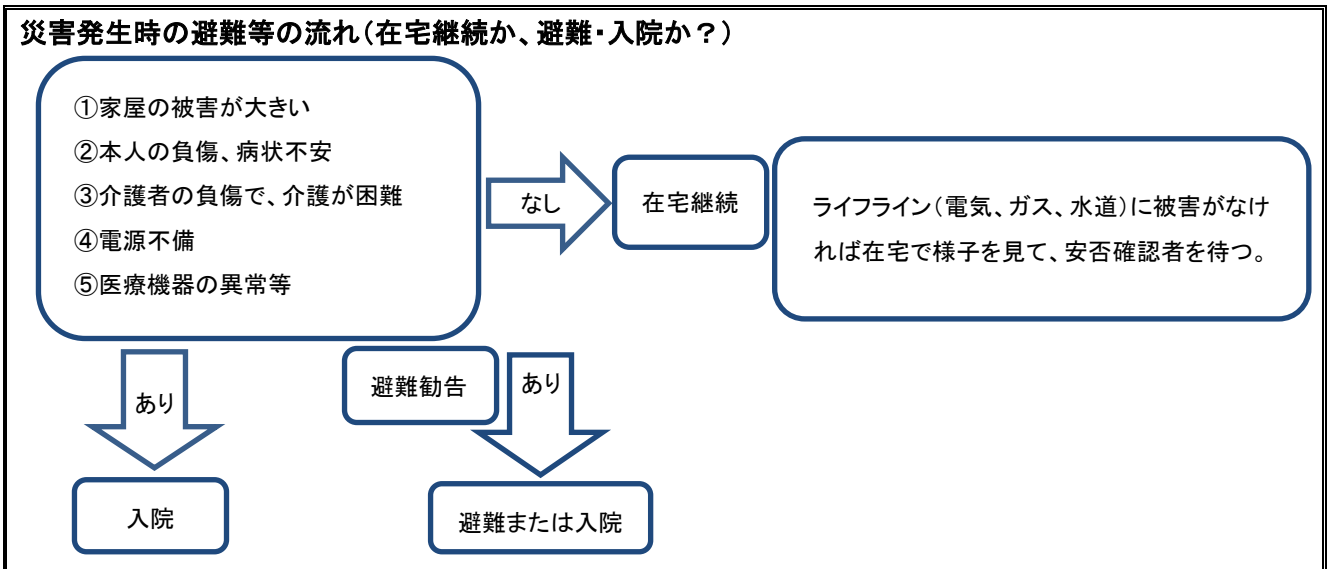 災害発生時の避難等の流れ(在宅継続か、避難・入院か?)
①家屋の被害が大きい
②本人の負傷、病状不安
③介護者の負傷で、介護が困難
④電源不備
⑤医療機器の異常等
なし
在宅継続
ライフライン(電気、ガス、水道)に被害がなけ
れば在宅で様子を見て、安否確認者を待つ。
あり
避難勧告
あり
入院
避難または入院